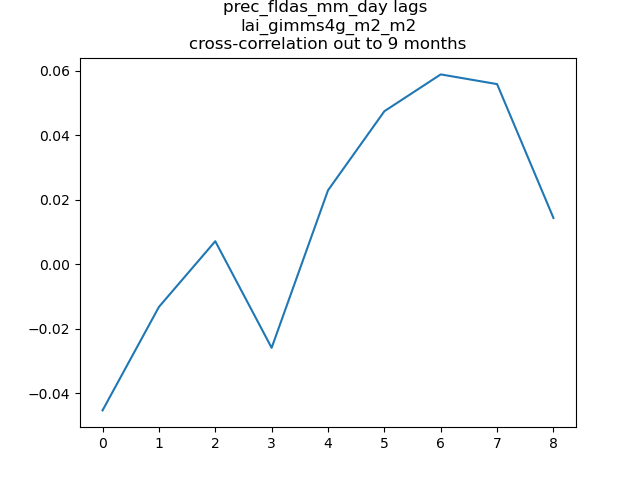 prec_fldas_mm_day lags
lai_gimms4g_m2_m2
cross-correlation out to 9 months
0.06
0.04
0.02
0.00
−0.02
−0.04
0 1 2 3 4 5 6 7 8